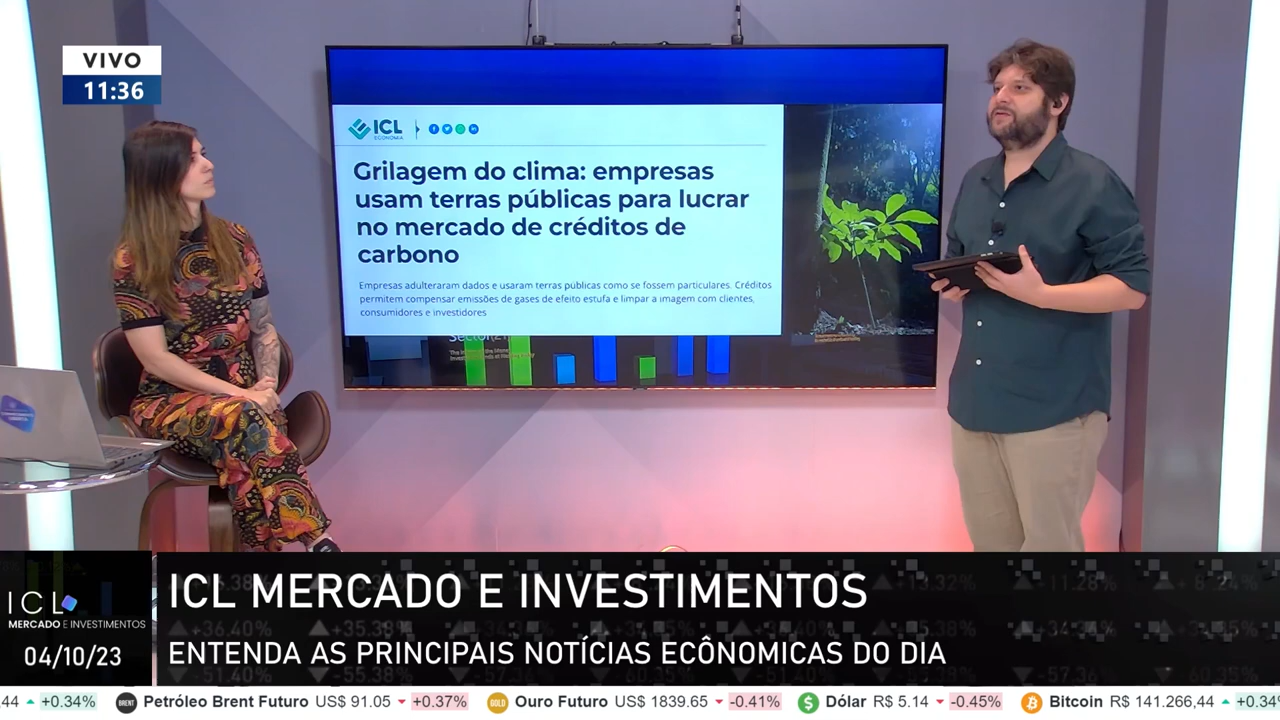 VIVO
11:36
ICL
ECONOMIA
Grilagem do clima: empresas
usam terras públicas para lucrar
no mercado de créditos de
carbono
Empresas adulteraram dados e usaram terras públicas como se fossem particulares. Créditos
permitem compensar emissões de gases de efeito estufa e limpar a imagem com clientes,
consumidores e investidores
ICL MERCADO E INVESTIMENTOS
ENTENDA AS PRINCIPAIS NOTÍCIAS ECÔNOMICAS DO DIA
ICL
MERCADO E INVESTIMENTOS
04/10/23
,44 +0.34% BRENT Petróleo Brent Futuro US$ 91.05 +0.37% GOLD Ouro Futuro US$ 1839.65 -0.41% $ Dólar R$ 5.14 -0.45% Bitcoin R$ 141.266,44 +0.34%